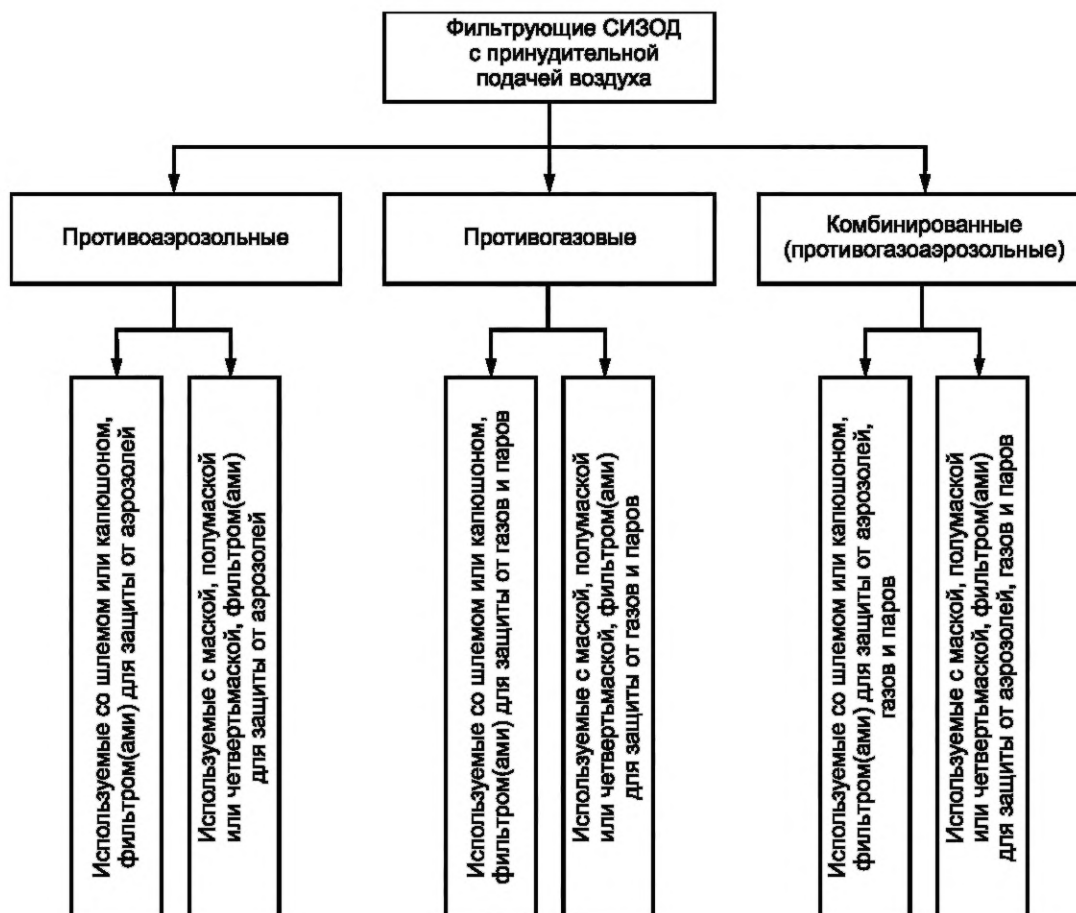 Фильтрующие СИЗОД
с принудительной
подачей воздуха
Противоаэрозольные
Противогазовые
Комбинированные
(противогазоаэрозольные)
Используемые со шлемом или капюшоном,
фильтром(ами) для защиты от аэрозолей
Используемые с маской, полумаской
или четвертьмаской, фильтром(ами)
для защиты от аэрозолей
Используемые со шлемом или капюшоном,
фильтром(ами) для защиты от газов и паров
Используемые с маской, полумаской
или четвертьмаской, фильтром(ами)
для защиты от газов и паров
Используемые со шлемом или капюшоном,
фильтром(ами) для защиты от аэрозолей,
газов и паров
Используемые с маской, полумаской
или четвертьмаской, фильтром(ами)
для защиты от аэрозолей, газов и паров